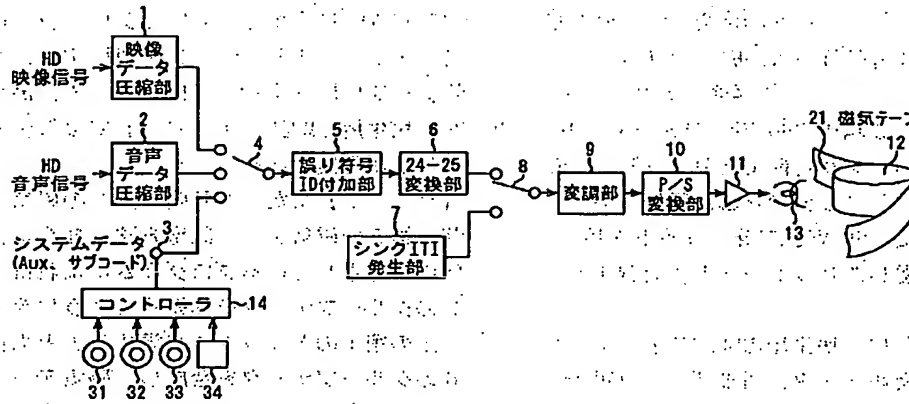 1
HD
映像信号
映像
データ
圧縮部
2
HD
音声信号
音声
データ
圧縮部
4
5
誤り符号
ID付加部
6
24-25
変換部
7
シンクITI
発生部
8
9
変調部
10
P/S
変換部
11
13
21
磁気テープ
12
システムデータ
(Aux、サブコード)
3
コントローラ
14
31
32
33
34